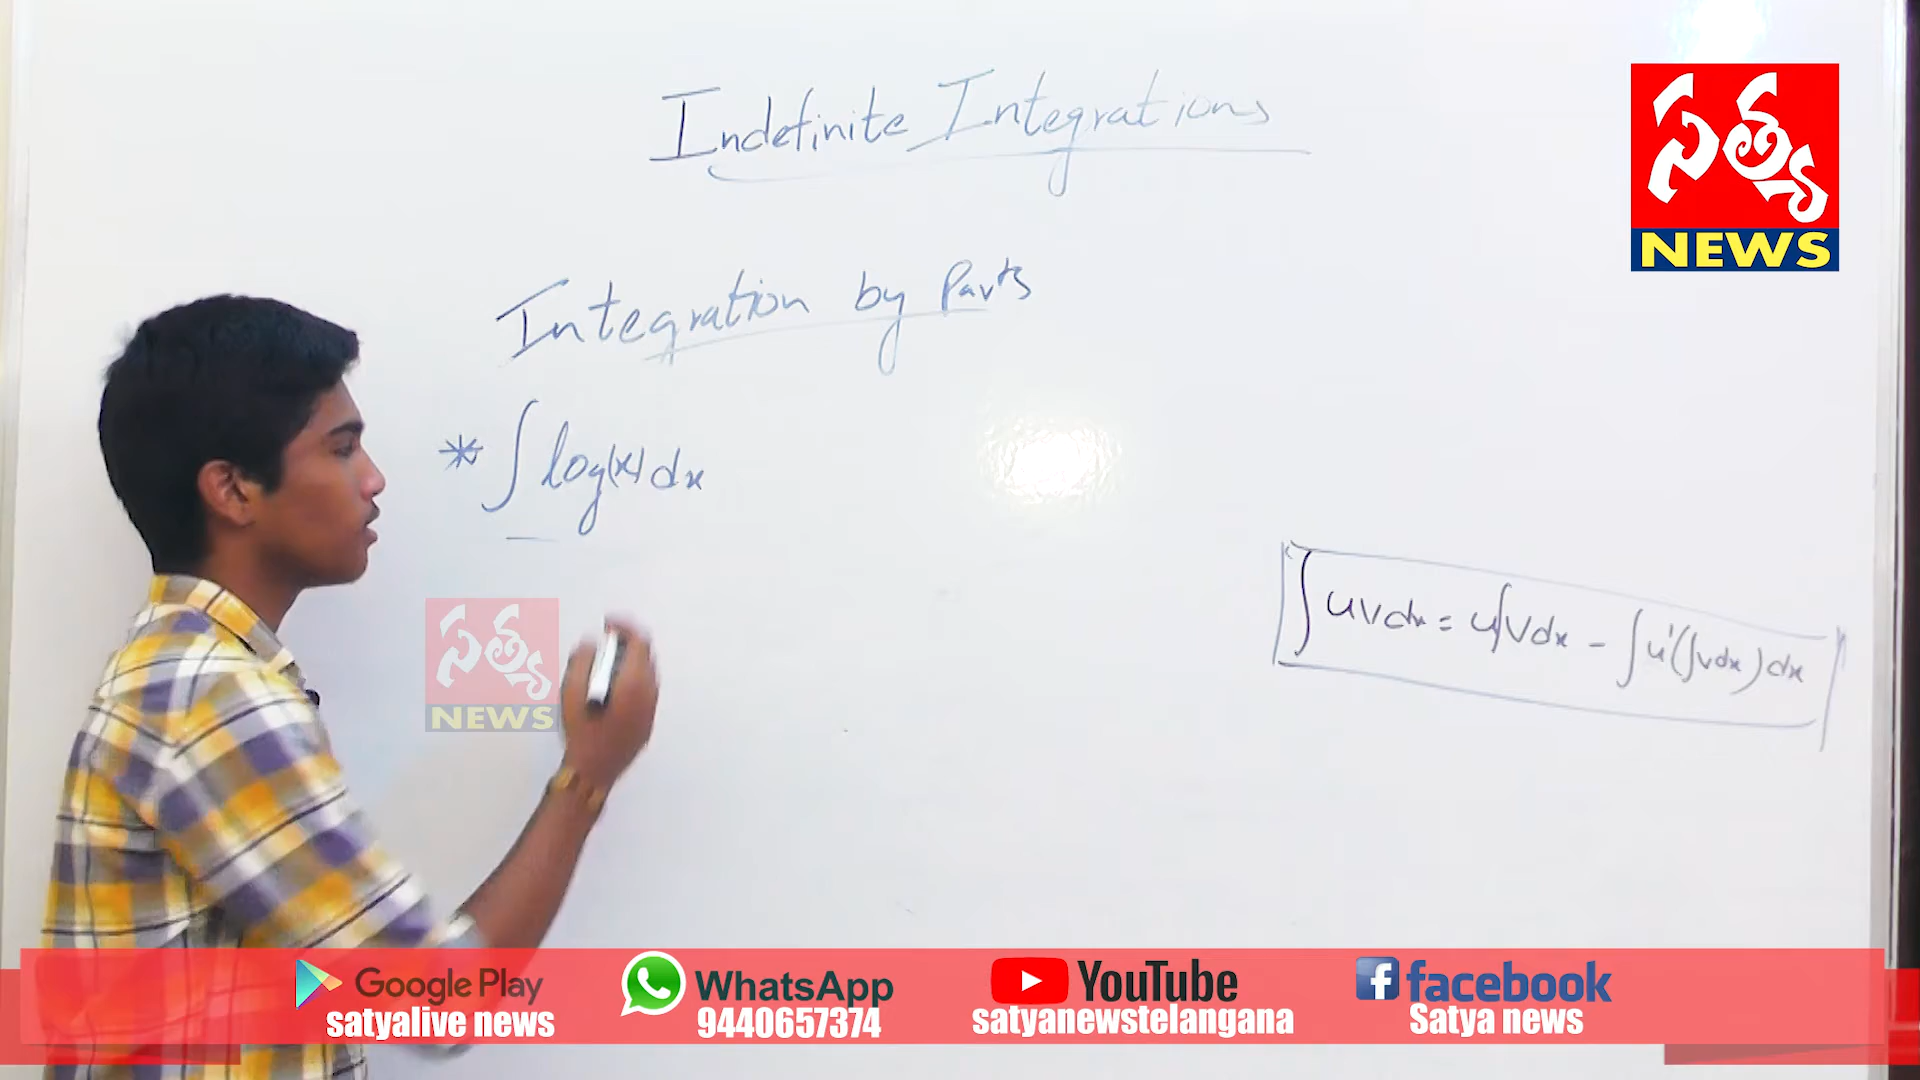 Indefinite Integrations
సత్య
NEWS
Integration by Parts
* ∫ log(x) dx
∫ uv dx = u∫v dx - ∫ u'(∫v dx) dx
సత్య
NEWS
Google Play
satyalive news
WhatsApp
9440657374
YouTube
satyanewstelangana
facebook
Satya news